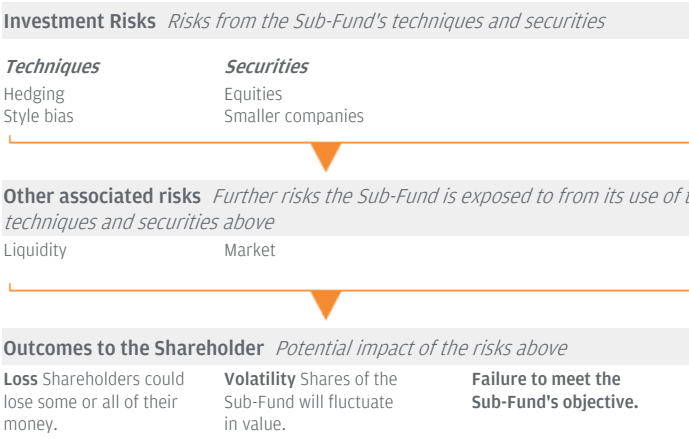 Investment Risks Risks from the Sub-Fund's techniques and securities
Techniques Securities
Hedging Equities
Style bias Smaller companies
Other associated risks Further risks the Sub-Fund is exposed to from its use of
techniques and securities above
Liquidity Market
Outcomes to the Shareholder Potential impact of the risks above
Loss Shareholders could Volatility Shares of the Failure to meet the
lose some or all of their Sub-Fund will fluctuate Sub-Fund's objective.
money. in value.